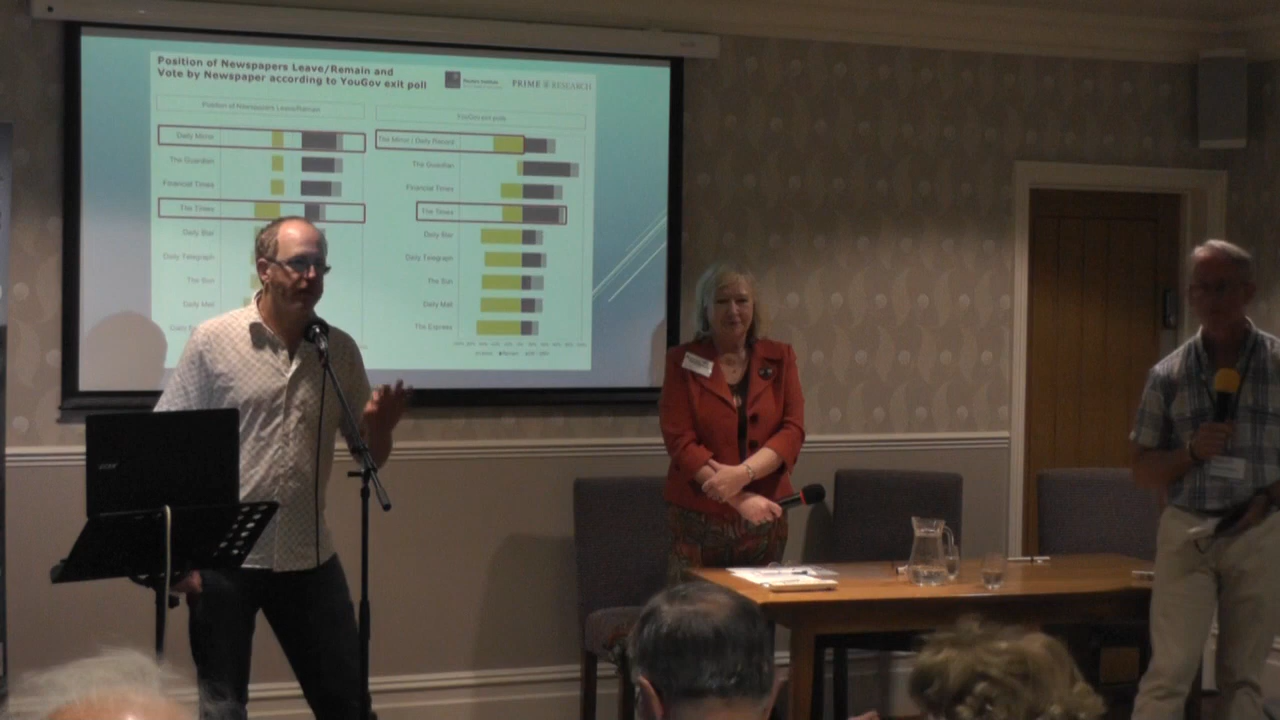 Position of Newspapers Leave/Remain and
Vote by Newspaper according to YouGov exit poll
PRIME RESEARCH
Position of Newspapers Leave/Remain
YouGov exit polls
Daily Mirror
The Mirror / Daily Record
The Guardian
The Guardian
Financial Times
Financial Times
The Times
The Times
Daily Star
Daily Star
Daily Telegraph
Daily Telegraph
The Sun
The Sun
Daily Mail
Daily Mail
The Express
acer